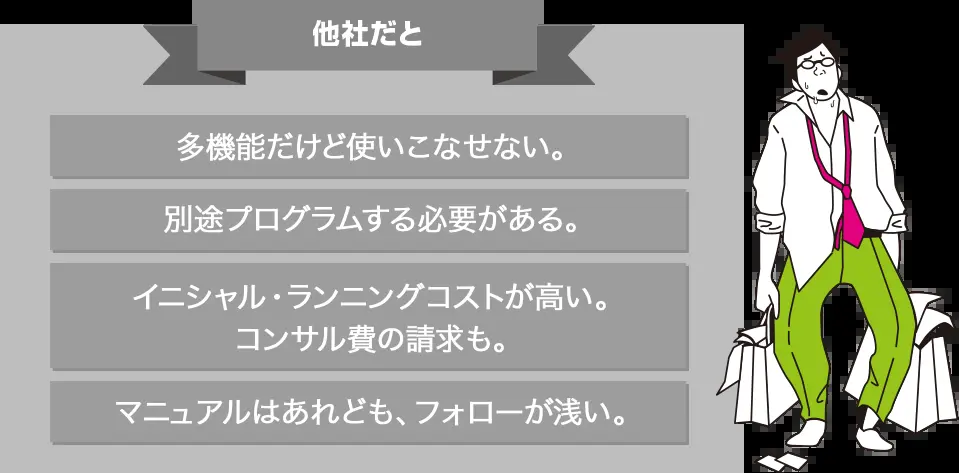 他社だと
多機能だけど使いこなせない。
別途プログラムする必要がある。
イニシャル・ランニングコストが高い。
コンサル費の請求も。
マニュアルはあれども、フォローが浅い。